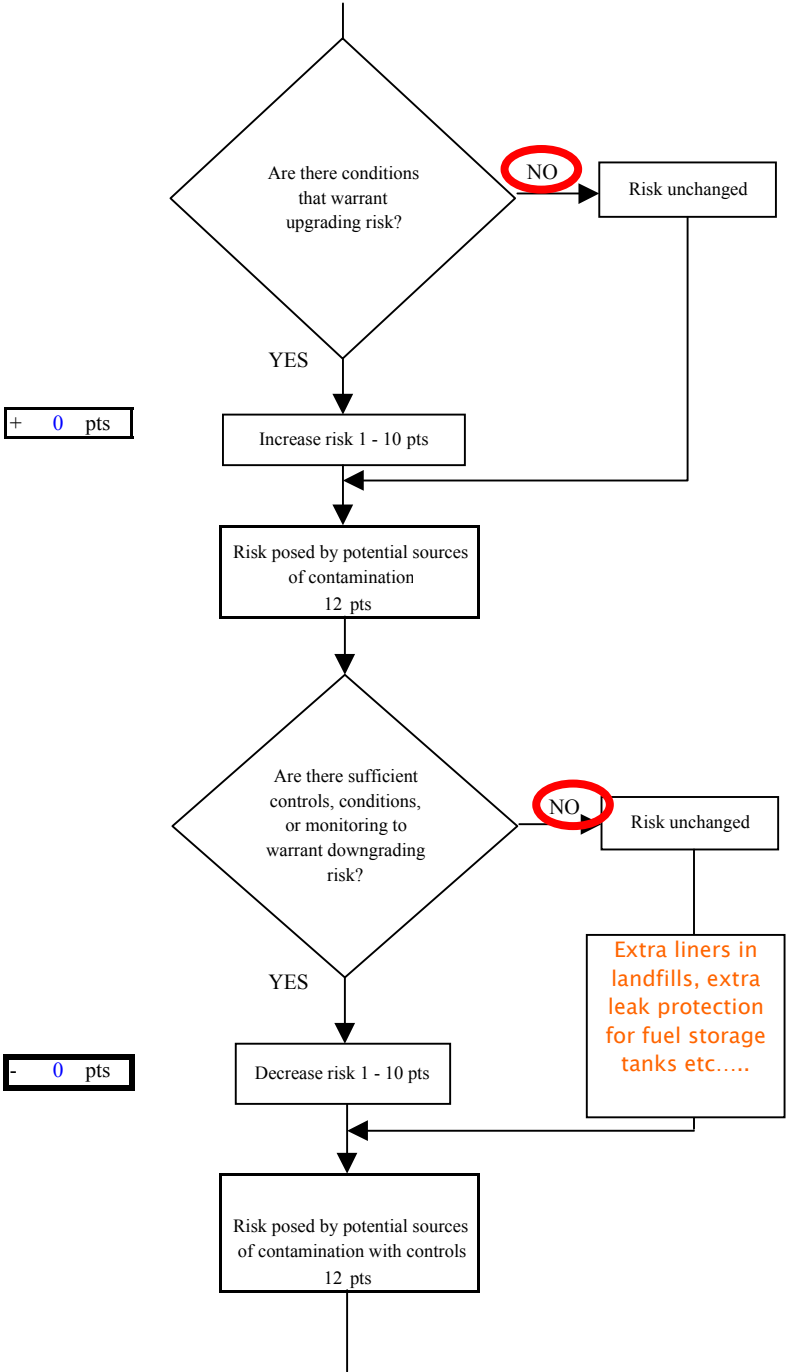 Are there conditions
that warrant
upgrading risk?
NO
Risk unchanged
YES
+ 0 pts
Increase risk 1 - 10 pts
Risk posed by potential sources
of contamination
12 pts
Are there sufficient
controls, conditions,
or monitoring to
warrant downgrading
risk?
NO
Risk unchanged
Extra liners in
landfills, extra
leak protection
for fuel storage
tanks etc…..
YES
- 0 pts
Decrease risk 1 - 10 pts
Risk posed by potential sources
of contamination with controls
12 pts